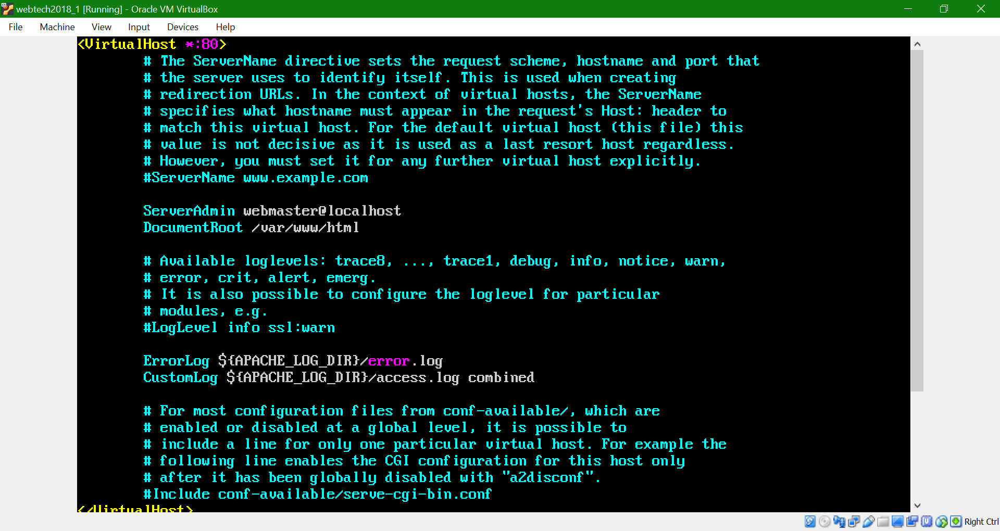 webtech2018_1 [Running] - Oracle VM VirtualBox
File Machine View Input Devices Help
<VirtualHost *:80>
# The ServerName directive sets the request scheme, hostname and port that
# the server uses to identify itself. This is used when creating
# redirection URLs. In the context of virtual hosts, the ServerName
# specifies what hostname must appear in the request's Host: header to
# match this virtual host. For the default virtual host (this file) this
# value is not decisive as it is used as a last resort host regardless.
# However, you must set it for any further virtual host explicitly.
#ServerName www.example.com
ServerAdmin webmaster@localhost
DocumentRoot /var/www/html
# Available loglevels: trace8, ..., trace1, debug, info, notice, warn,
# error, crit, alert, emerg.
# It is also possible to configure the loglevel for particular
# modules, e.g.
#LogLevel info ssl:warn
ErrorLog ${APACHE_LOG_DIR}/error.log
CustomLog ${APACHE_LOG_DIR}/access.log combined
# For most configuration files from conf-available/, which are
# enabled or disabled at a global level, it is possible to
# include a line for only one particular virtual host. For example the
# following line enables the CGI configuration for this host only
# after it has been globally disabled with "a2disconf".
#Include conf-available/serve-cgi-bin.conf
</VirtualHost>
Right Ctrl